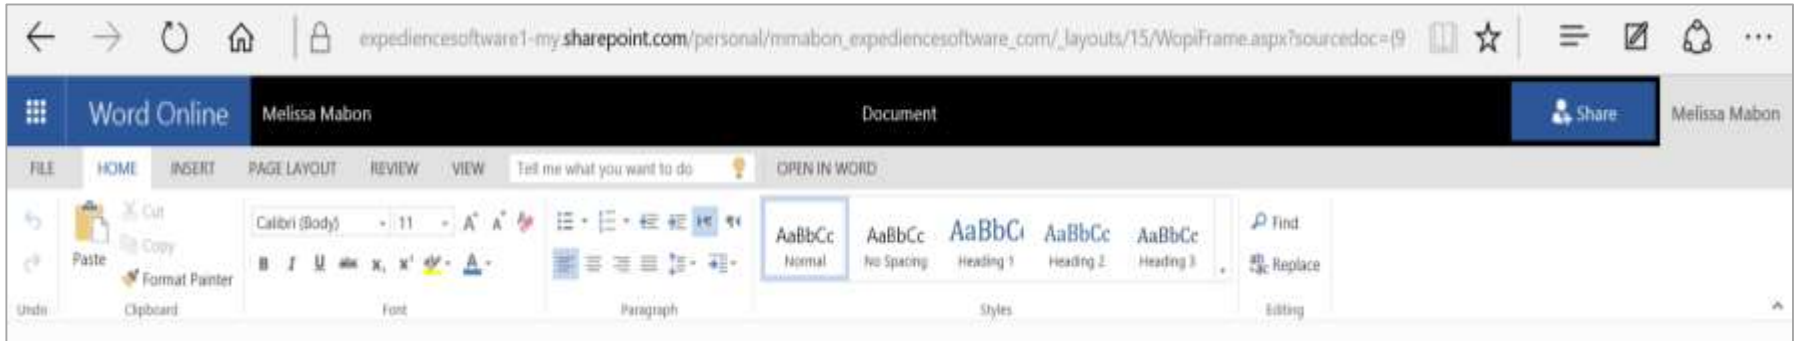 expediencesoftware1-my.sharepoint.com/personal/mmabon_expediencesoftware_com/_layouts/15/WopiFrame.aspx?sourcedoc=(9
Word Online Melissa Mabon Document Share Melissa Mabon
FILE HOME INSERT PAGE LAYOUT REVIEW VIEW Tell me what you want to do OPEN IN WORD
Cut
Copy
Paste
Format Painter
Calibri (Body) 11
B I U abc x, x'
A
AaBbCc AaBbCc AaBbCc AaBbCc AaBbCc
Normal No Spacing Heading 1 Heading 2 Heading 3
Find
Replace
Undo Clipboard Font Paragraph Styles Editing